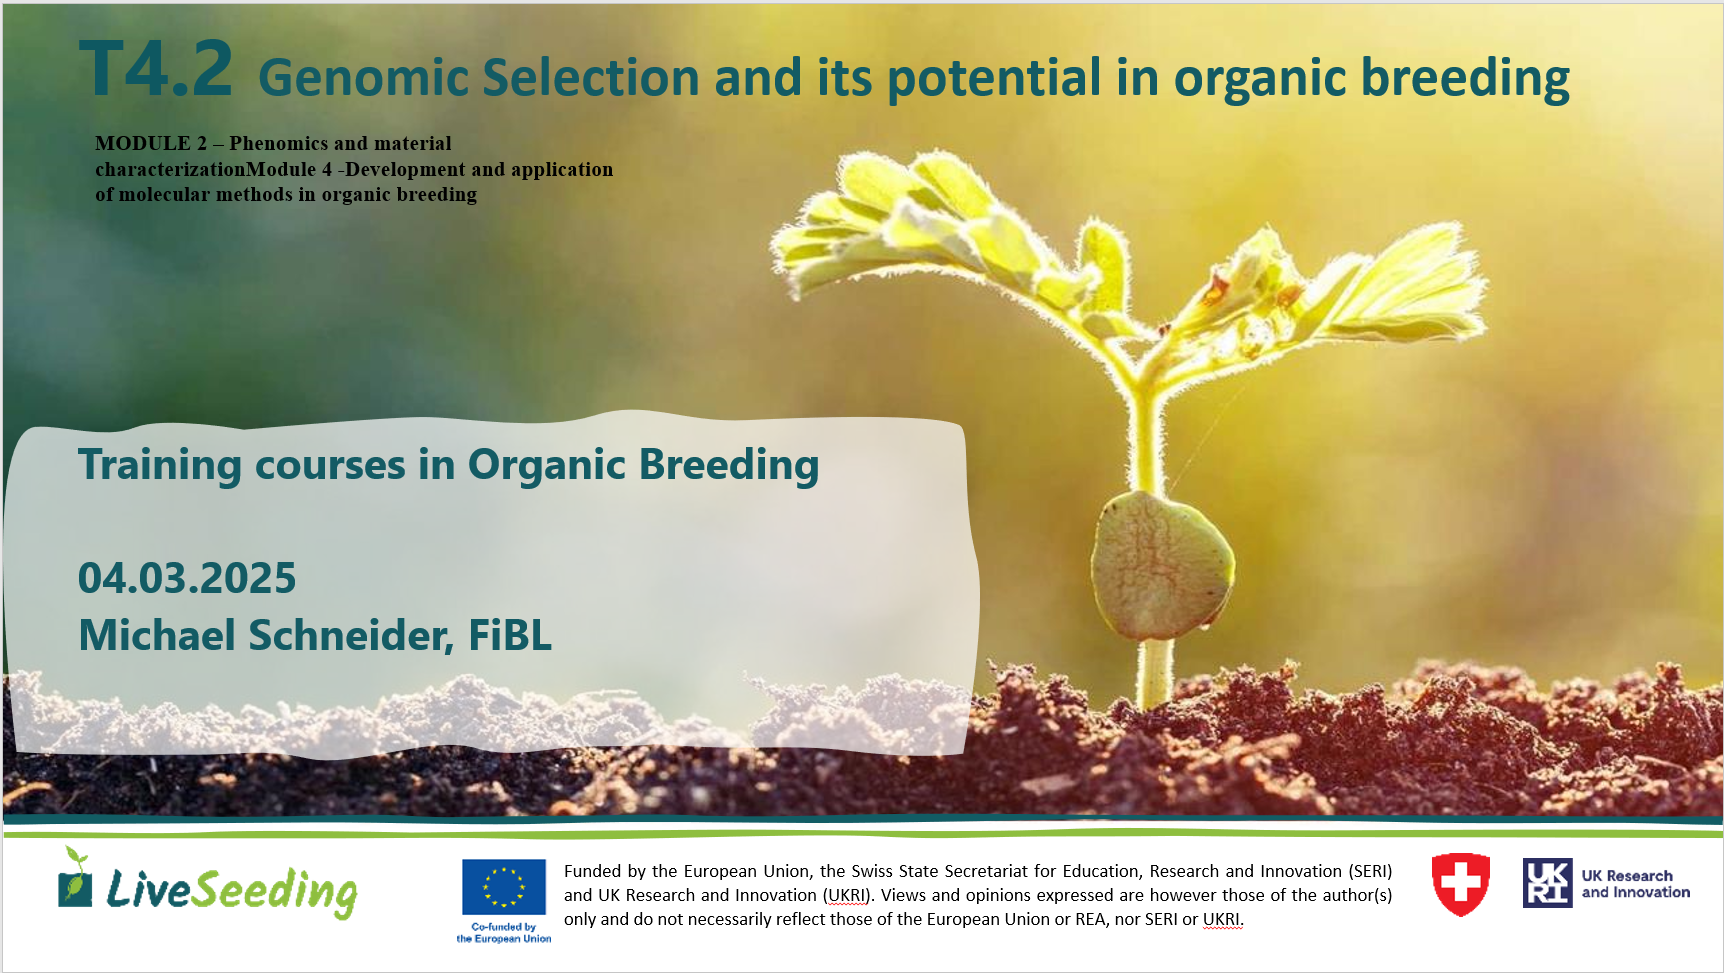 T4.2 Genomic Selection and its potential in organic breeding
MODULE 2 – Phenomics and material
characterizationModule 4 -Development and application
of molecular methods in organic breeding
Training courses in Organic Breeding
04.03.2025
Michael Schneider, FiBL
LiveSeeding
Co-funded by
the European Union
Funded by the European Union, the Swiss State Secretariat for Education, Research and Innovation (SERI)
and UK Research and Innovation (UKRI). Views and opinions expressed are however those of the author(s)
only and do not necessarily reflect those of the European Union or REA, nor SERI or UKRI.
UK
RI
UK Research
and Innovation